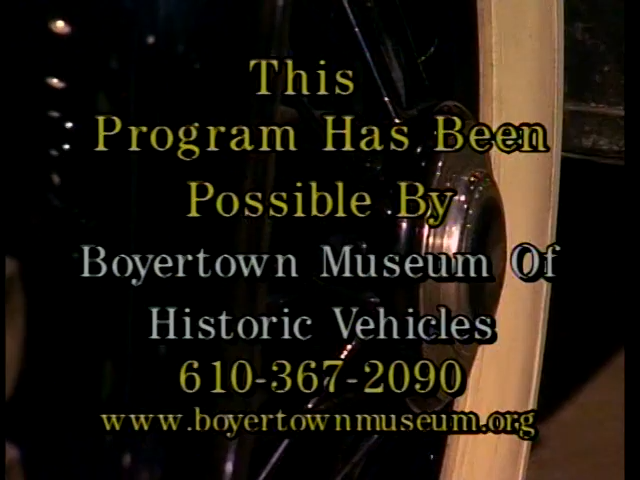 This
Program Has Been
Possible By
Boyertown Museum Of
Historic Vehicles
610-367-2090
www.boyertownmuseum.org